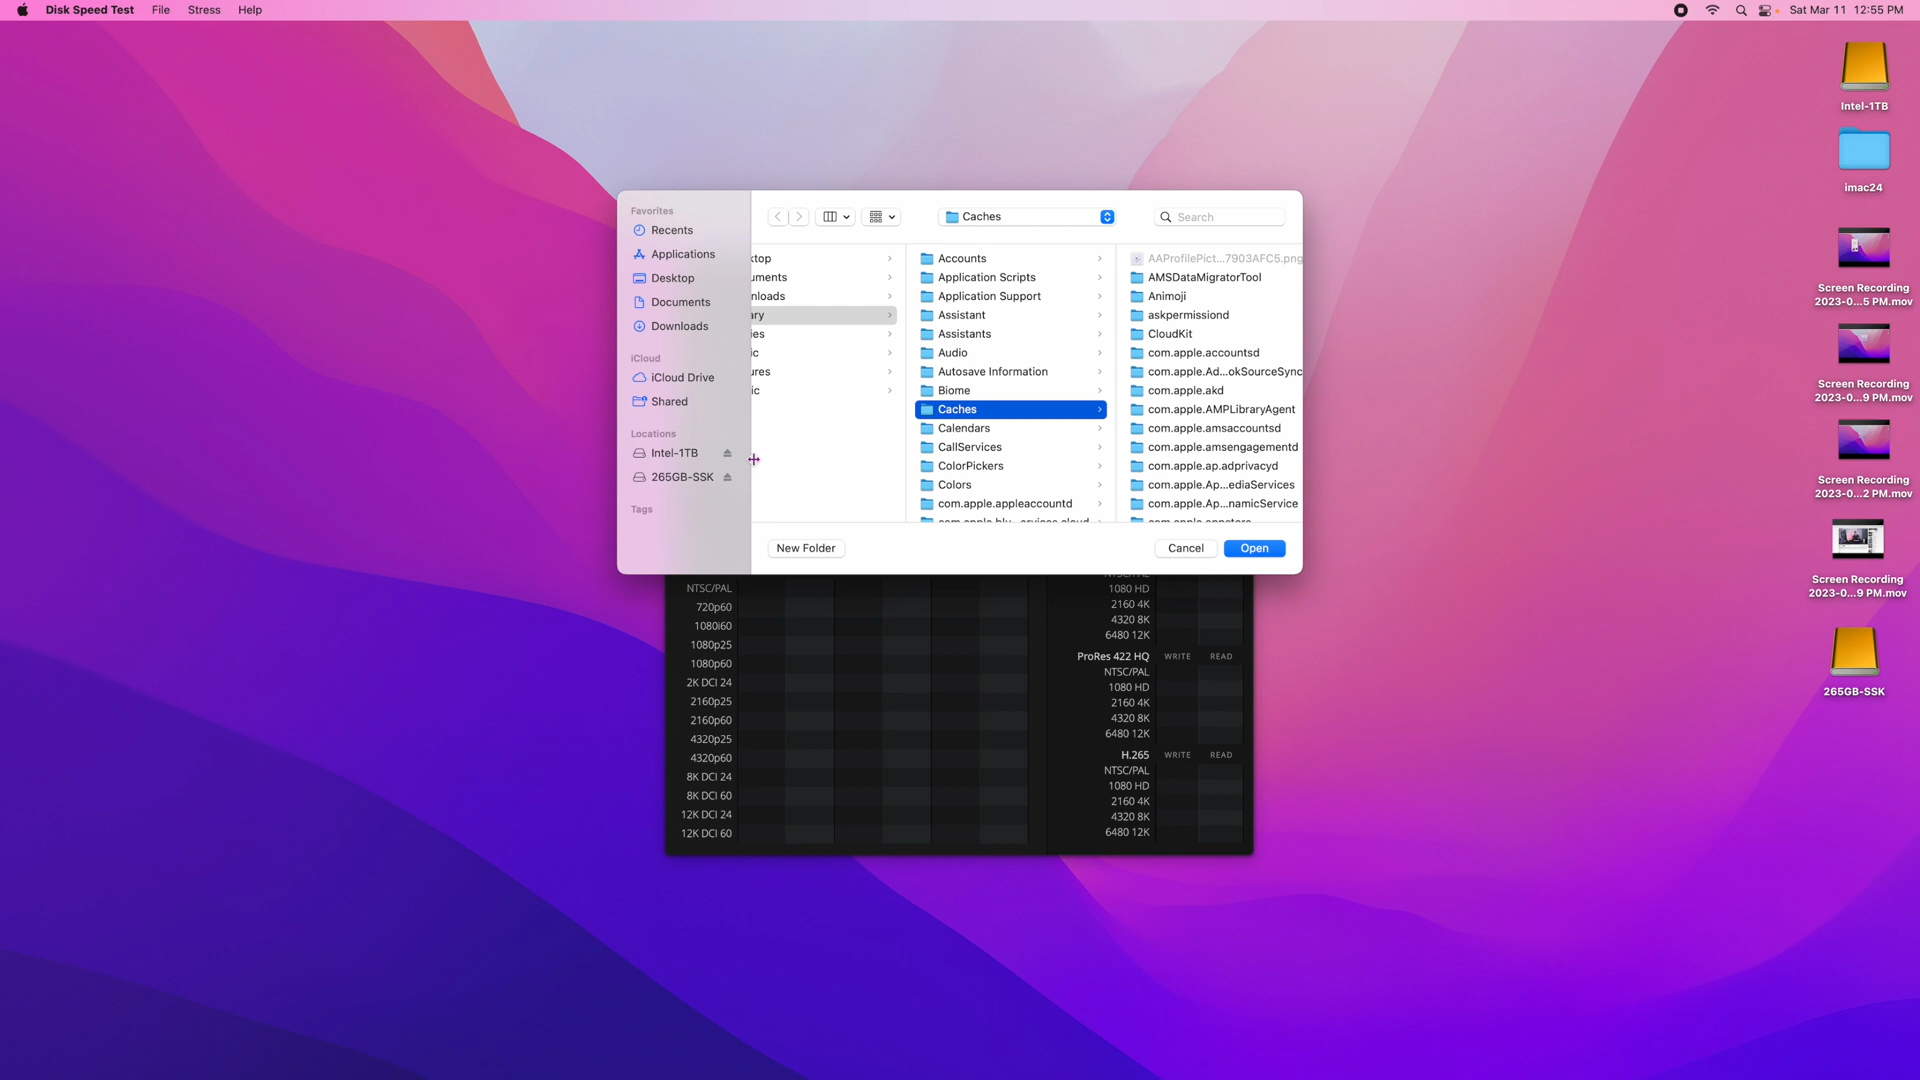 Disk Speed Test File Stress Help
Sat Mar 11 12:55 PM
Intel-1TB
imac24
Screen Recording
2023-0...5 PM.mov
Screen Recording
2023-0...9 PM.mov
Screen Recording
2023-0...2 PM.mov
Screen Recording
2023-0...9 PM.mov
265GB-SSK
Favorites
Recents
Applications
Desktop
Documents
Downloads
iCloud
iCloud Drive
Shared
Locations
Intel-1TB
265GB-SSK
Tags
Caches
Search
ktop
uments
nloads
ary
ies
ic
ures
ic
Accounts
Application Scripts
Application Support
Assistant
Assistants
Audio
Autosave Information
Biome
Caches
Calendars
CallServices
ColorPickers
Colors
com.apple.appleaccountd
AAProfilePict...7903AFC5.png
AMSDataMigratorTool
Animoji
askpermissiond
CloudKit
com.apple.accountsd
com.apple.Ad...okSourceSync
com.apple.akd
com.apple.AMPLibraryAgent
com.apple.amsaccountsd
com.apple.amsengagementd
com.apple.ap.adprivacyd
com.apple.Ap...ediaServices
com.apple.Ap...namicService
New Folder
Cancel
Open
NTSC/PAL
720p60
1080i60
1080p25
1080p60
2K DCI 24
2160p25
2160p60
4320p25
4320p60
8K DCI 24
8K DCI 60
12K DCI 24
12K DCI 60
1080 HD
2160 4K
4320 8K
6480 12K
ProRes 422 HQ WRITE READ
NTSC/PAL
1080 HD
2160 4K
4320 8K
6480 12K
H.265 WRITE READ
NTSC/PAL
1080 HD
2160 4K
4320 8K
6480 12K